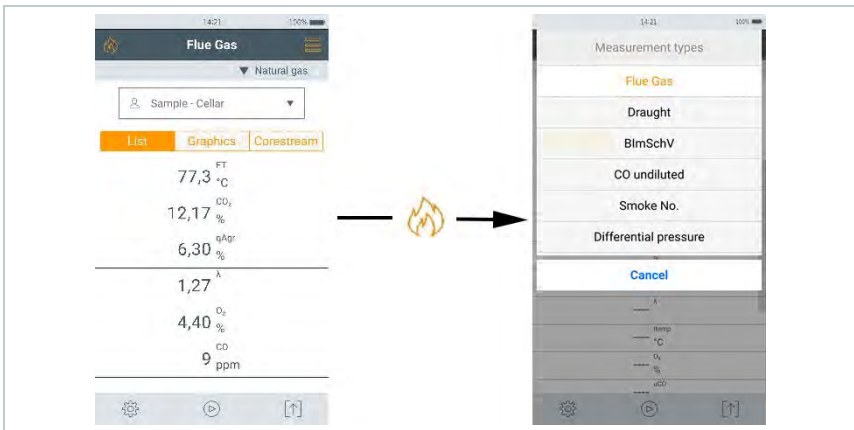 14:21 100%
Flue Gas
▼ Natural gas
Sample - Cellar ▼
List Graphics Corestream
77,3 FT °C
12,17 CO₂ %
6,30 qAgr %
1,27 λ
4,40 O₂ %
9 CO ppm
14:21 100%
Measurement types
Flue Gas
Draught
BImSchV
CO undiluted
Smoke No.
Differential pressure
Cancel
---- λ
---- °C
---- O₂ %
---- uCO